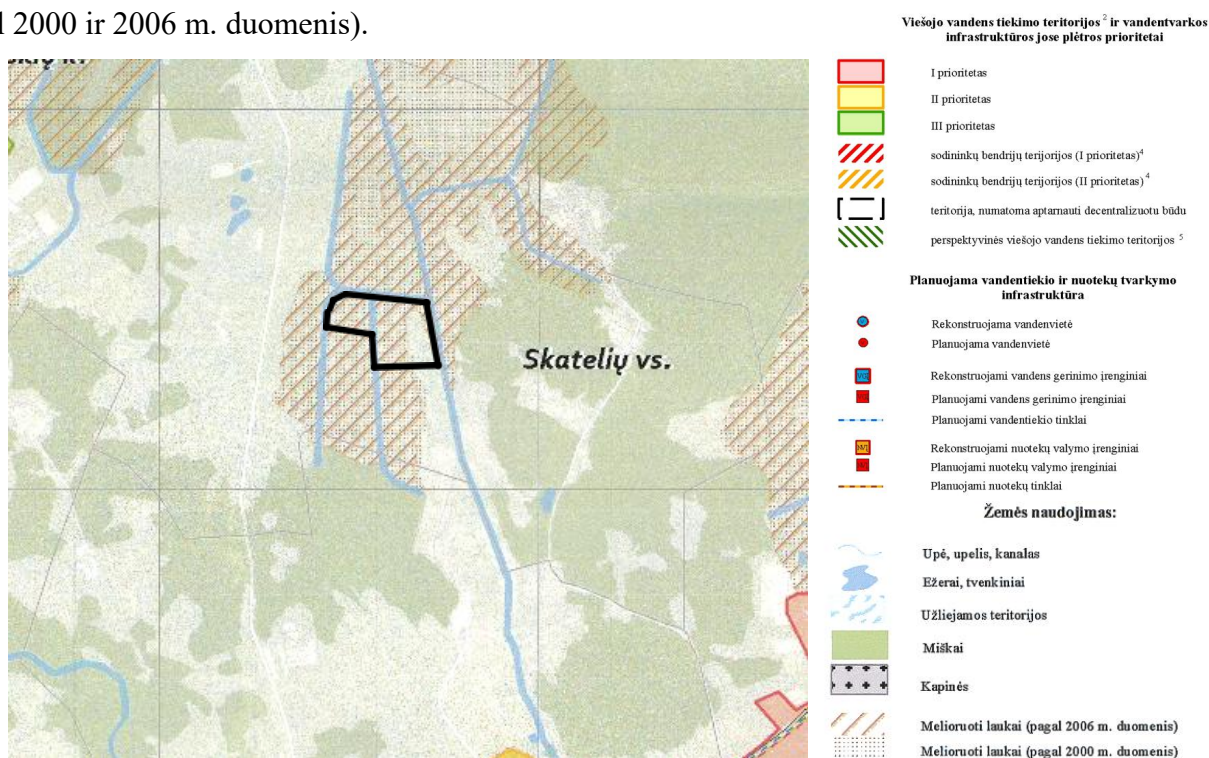 2000 ir 2006 m. duomenis).
Skatelių vs.
Viešojo vandens tiekimo teritorijos ² ir vandentvarkos
infrastruktūros jose plėtros prioritetai
I prioritetas
II prioritetas
III prioritetas
sodininkų bendrijų terijorijos (I prioritetas)⁴
sodininkų bendrijų terijorijos (II prioritetas) ⁴
teritorija, numatoma aptarnauti decentralizuotu būdu
perspektyvinės viešojo vandens tiekimo teritorijos ⁵
Planuojama vandentiekio ir nuotekų tvarkymo
infrastruktūra
Rekonstruojama vandenvietė
Planuojama vandenvietė
Rekonstruojami vandens gerinimo įrenginiai
Planuojami vandens gerinimo įrenginiai
Planuojami vandentiekio tinklai
Rekonstruojami nuotekų valymo įrenginiai
Planuojami nuotekų valymo įrenginiai
Planuojami nuotekų tinklai
Žemės naudojimas:
Upė, upelis, kanalas
Ežerai, tvenkiniai
Užliejamos teritorijos
Miškai
Kapinės
Melioruoti laukai (pagal 2006 m. duomenis)
Melioruoti laukai (pagal 2000 m. duomenis)